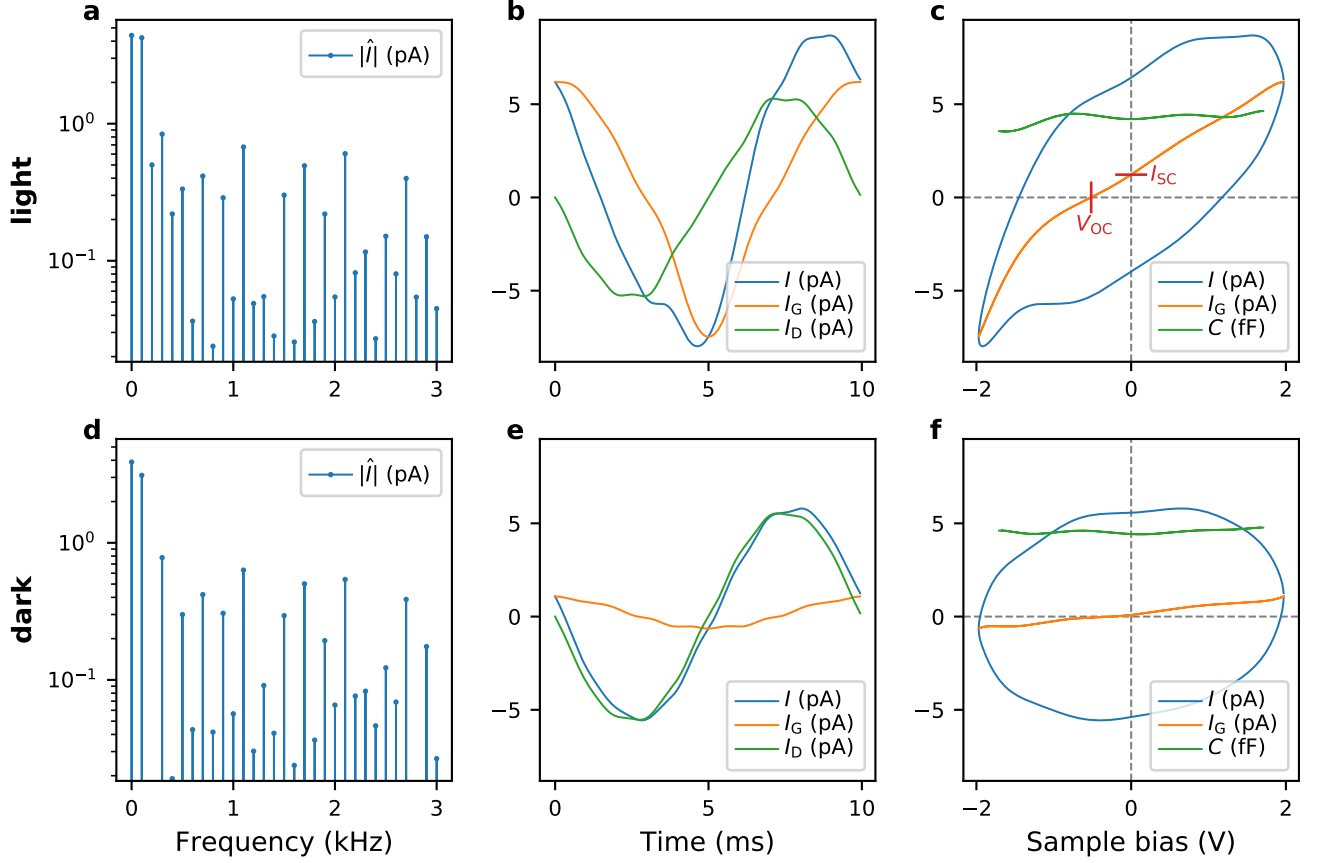 a
b
c
|Î| (pA)
10⁰
10⁻¹
0
1
2
3
light
5
0
−5
I (pA)
I_G (pA)
I_D (pA)
0
5
10
5
0
−5
I_SC
V_OC
I (pA)
I_G (pA)
C (fF)
−2
0
2
d
e
f
|Î| (pA)
10⁰
10⁻¹
0
1
2
3
Frequency (kHz)
dark
5
0
−5
I (pA)
I_G (pA)
I_D (pA)
0
5
10
Time (ms)
5
0
−5
I (pA)
I_G (pA)
C (fF)
−2
0
2
Sample bias (V)